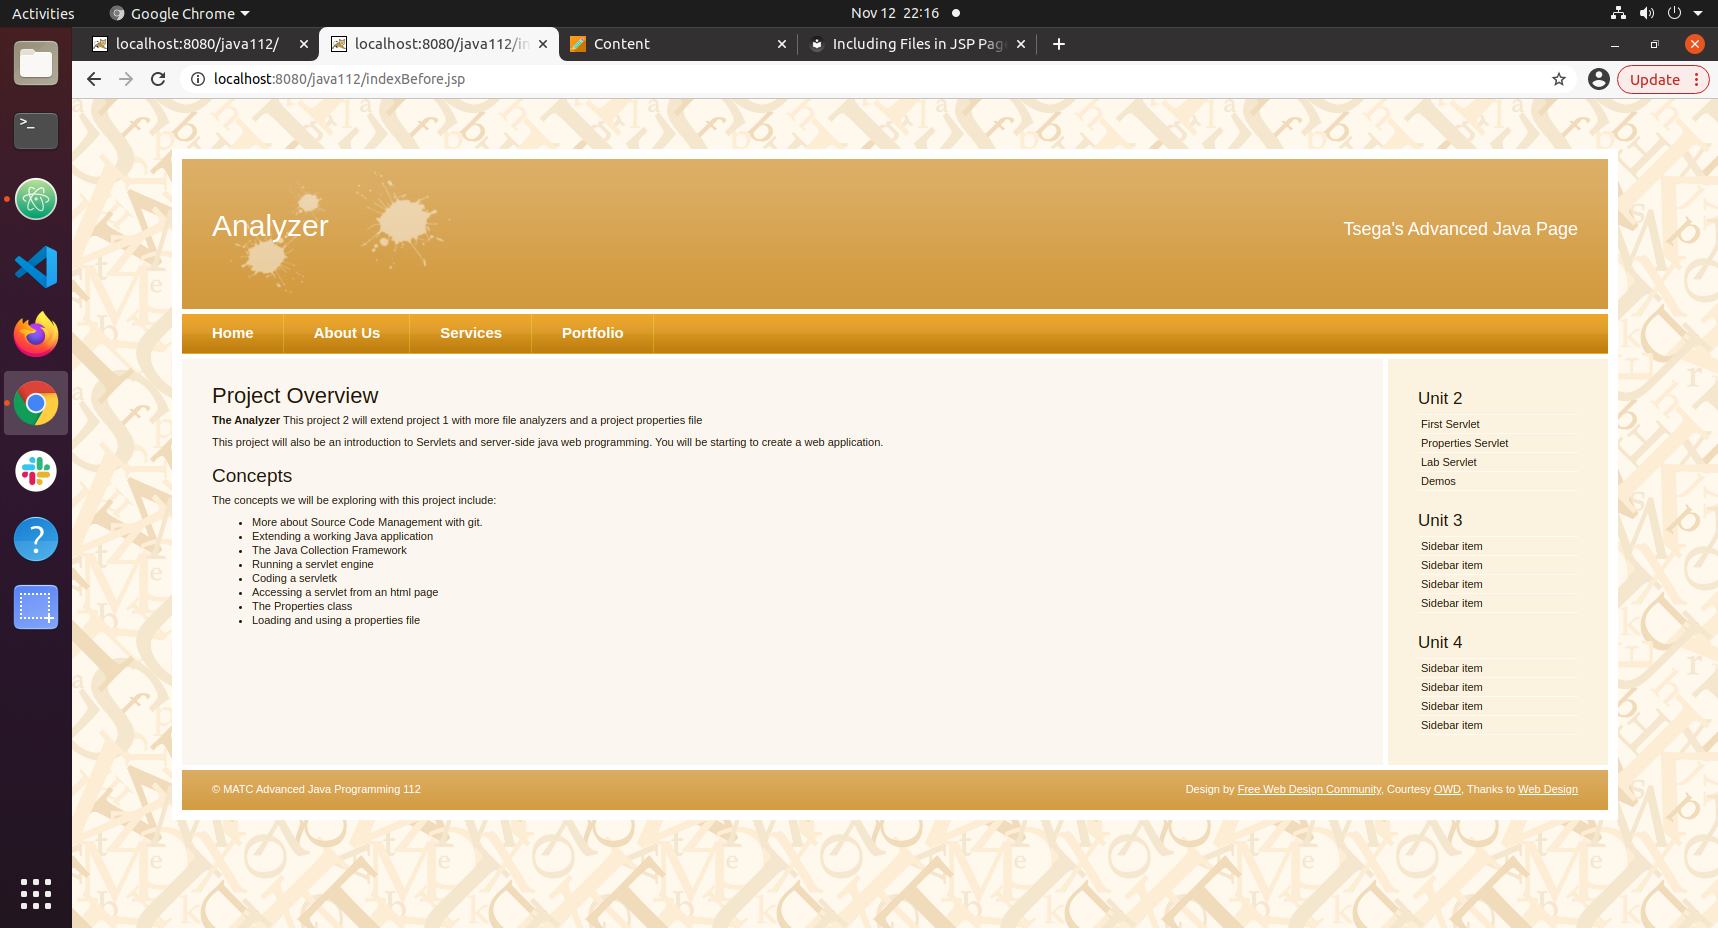 Activities
Google Chrome
Nov 12 22:16
localhost:8080/java112/
localhost:8080/java112/in
Content
Including Files in JSP Pag
localhost:8080/java112/indexBefore.jsp
Update
Analyzer
Tsega's Advanced Java Page
Home
About Us
Services
Portfolio
Project Overview
The Analyzer This project 2 will extend project 1 with more file analyzers and a project properties file
This project will also be an introduction to Servlets and server-side java web programming. You will be starting to create a web application.
Concepts
The concepts we will be exploring with this project include:
• More about Source Code Management with git.
• Extending a working Java application
• The Java Collection Framework
• Running a servlet engine
• Coding a servletk
• Accessing a servlet from an html page
• The Properties class
• Loading and using a properties file
Unit 2
First Servlet
Properties Servlet
Lab Servlet
Demos
Unit 3
Sidebar item
Sidebar item
Sidebar item
Sidebar item
Unit 4
Sidebar item
Sidebar item
Sidebar item
Sidebar item
© MATC Advanced Java Programming 112
Design by Free Web Design Community, Courtesy OWD, Thanks to Web Design